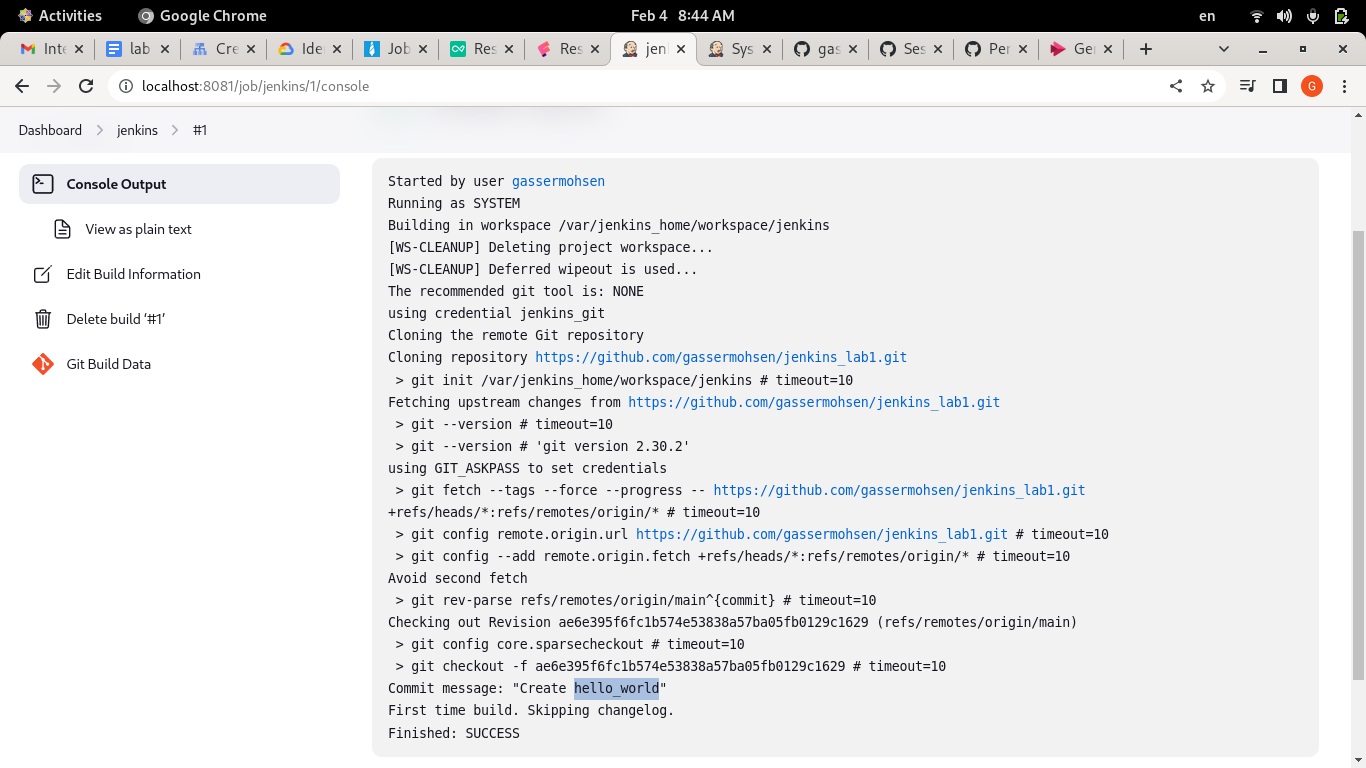 Activities
Google Chrome
Feb 4 8:44 AM
en
Inte
lab
Cre
Ide
Job
Res
Res
jen
Sys
gas
Ses
Per
Ge
localhost:8081/job/jenkins/1/console
G
Dashboard
jenkins
#1
Console Output
View as plain text
Edit Build Information
Delete build ‘#1’
Git Build Data
Started by user gassermohsen
Running as SYSTEM
Building in workspace /var/jenkins_home/workspace/jenkins
[WS-CLEANUP] Deleting project workspace...
[WS-CLEANUP] Deferred wipeout is used...
The recommended git tool is: NONE
using credential jenkins_git
Cloning the remote Git repository
Cloning repository https://github.com/gassermohsen/jenkins_lab1.git
 > git init /var/jenkins_home/workspace/jenkins # timeout=10
Fetching upstream changes from https://github.com/gassermohsen/jenkins_lab1.git
 > git --version # timeout=10
 > git --version # 'git version 2.30.2'
using GIT_ASKPASS to set credentials
 > git fetch --tags --force --progress -- https://github.com/gassermohsen/jenkins_lab1.git
+refs/heads/*:refs/remotes/origin/* # timeout=10
 > git config remote.origin.url https://github.com/gassermohsen/jenkins_lab1.git # timeout=10
 > git config --add remote.origin.fetch +refs/heads/*:refs/remotes/origin/* # timeout=10
Avoid second fetch
 > git rev-parse refs/remotes/origin/main^{commit} # timeout=10
Checking out Revision ae6e395f6fc1b574e53838a57ba05fb0129c1629 (refs/remotes/origin/main)
 > git config core.sparsecheckout # timeout=10
 > git checkout -f ae6e395f6fc1b574e53838a57ba05fb0129c1629 # timeout=10
Commit message: "Create hello_world"
First time build. Skipping changelog.
Finished: SUCCESS